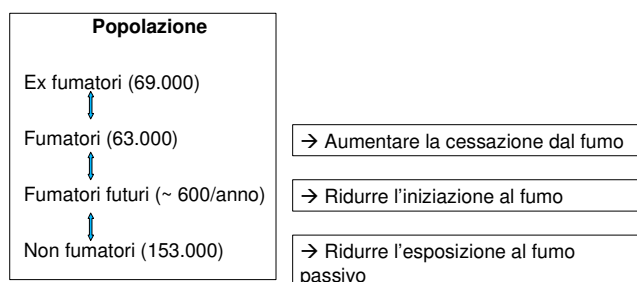 Popolazione
Ex fumatori (69.000)
Fumatori (63.000)
→ Aumentare la cessazione dal fumo
Fumatori futuri (~ 600/anno)
→ Ridurre l'iniziazione al fumo
Non fumatori (153.000)
→ Ridurre l'esposizione al fumo
passivo